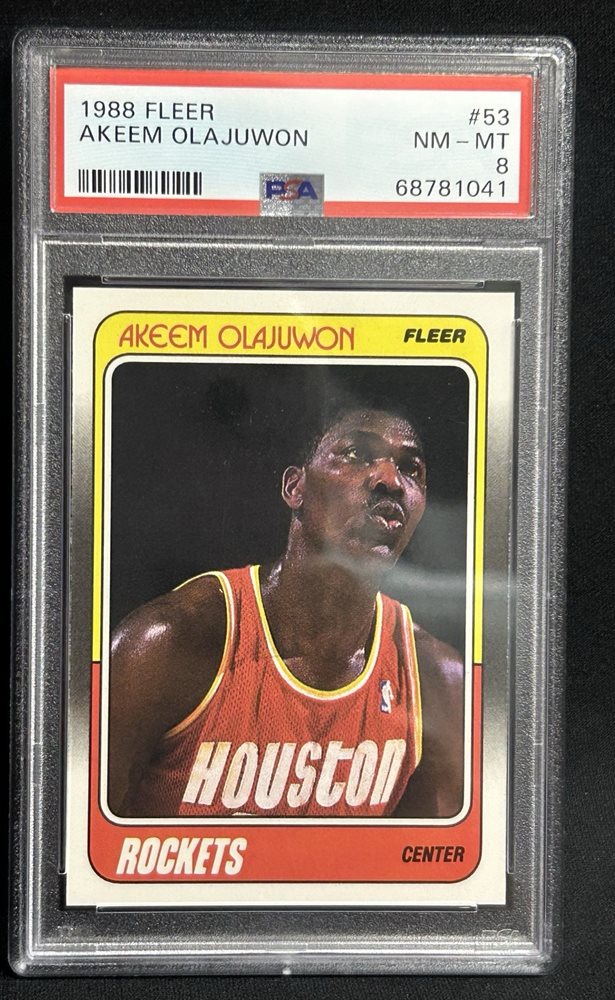 1988 FLEER #53
AKEEM OLAJUWON NM - MT
8
PSA 68781041
AKEEM OLAJUWON FLEER
HOUSTON
ROCKETS CENTER